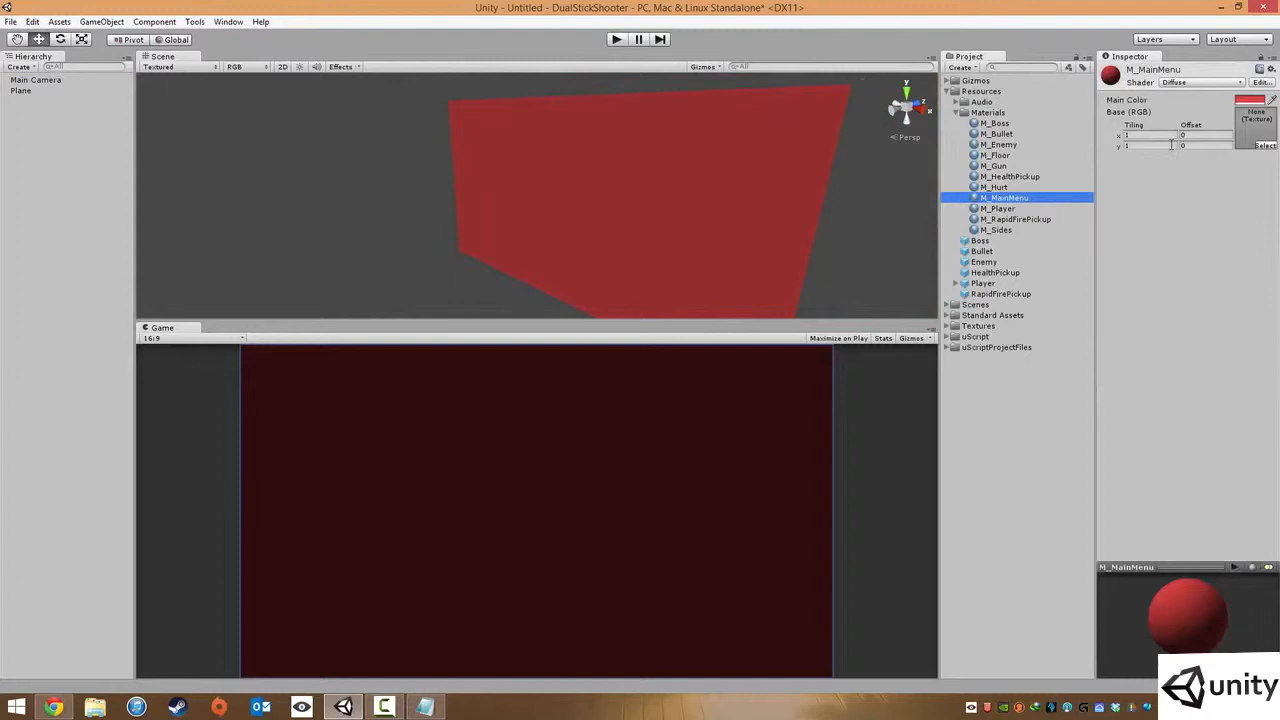 Unity - Untitled - DualStickShooter - PC, Mac & Linux Standalone* <DX11>
File Edit Assets GameObject Component Tools Window Help
Pivot Global Layers Layout
Hierarchy
Create All
Main Camera
Plane
Scene
Textured RGB 2D Effects Gizmos All
y
z
x
Persp
Game
16:9 Maximize on Play Stats Gizmos
Project
Create
Gizmos
Resources
Audio
Materials
M_Boss
M_Bullet
M_Enemy
M_Floor
M_Gun
M_HealthPickup
M_Hurt
M_MainMenu
M_Player
M_RapidFirePickup
M_Sides
Boss
Bullet
Enemy
HealthPickup
Player
RapidFirePickup
Scenes
Standard Assets
Textures
uScript
uScriptProjectFiles
Inspector
M_MainMenu
Shader Diffuse Edit...
Main Color
Base (RGB)
None
(Texture)
Tiling Offset
x 1 0
y 1 0
Select
M_MainMenu
unity